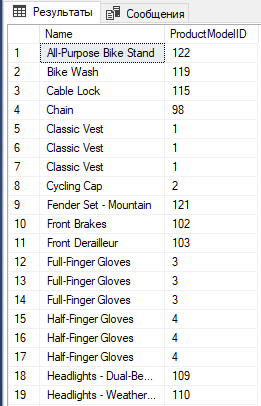 Результаты Сообщения
Name ProductModelID
1 All-Purpose Bike Stand 122
2 Bike Wash 119
3 Cable Lock 115
4 Chain 98
5 Classic Vest 1
6 Classic Vest 1
7 Classic Vest 1
8 Cycling Cap 2
9 Fender Set - Mountain 121
10 Front Brakes 102
11 Front Derailleur 103
12 Full-Finger Gloves 3
13 Full-Finger Gloves 3
14 Full-Finger Gloves 3
15 Half-Finger Gloves 4
16 Half-Finger Gloves 4
17 Half-Finger Gloves 4
18 Headlights - Dual-Be... 109
19 Headlights - Weather... 110